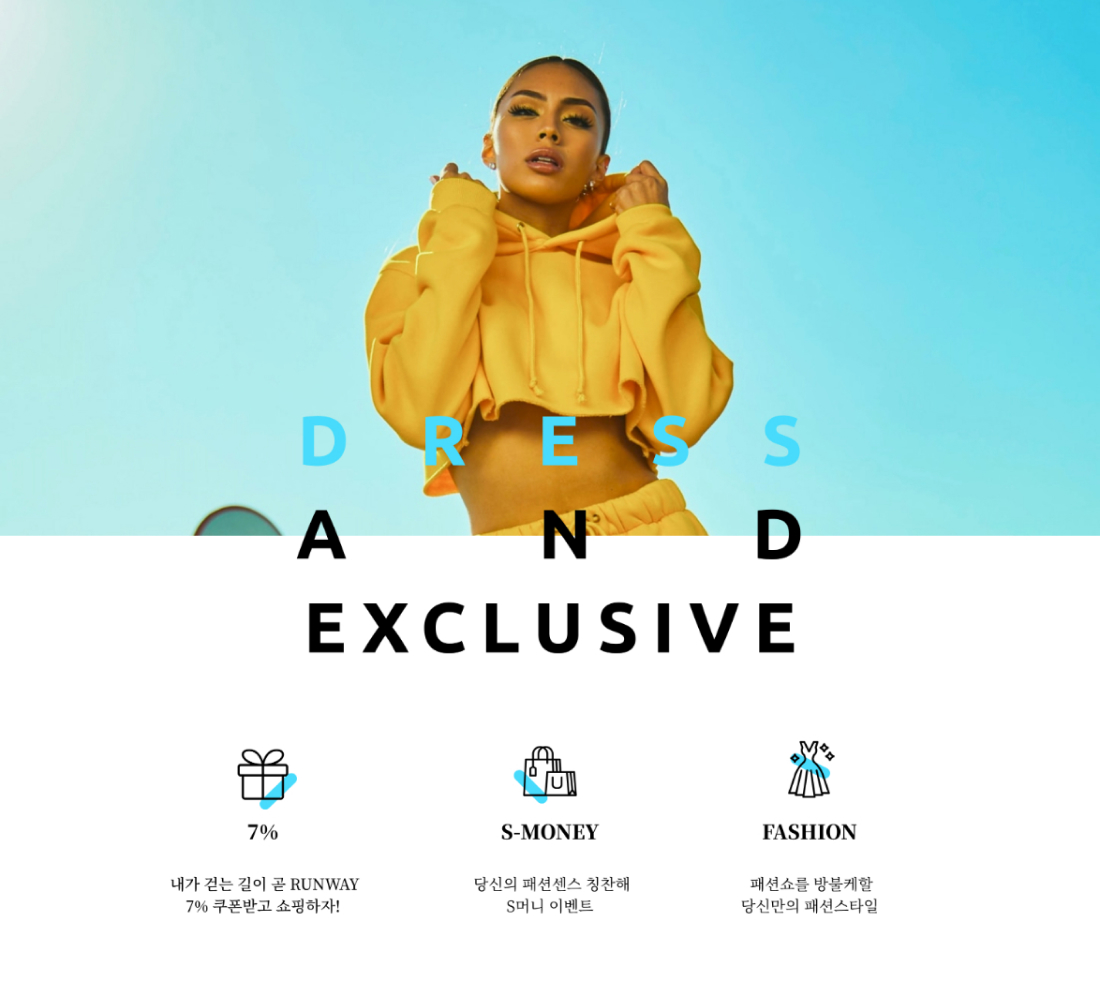 DRESS
AND
EXCLUSIVE
7%
내가 걷는 길이 곧 RUNWAY
7% 쿠폰받고 쇼핑하자!
S-MONEY
당신의 패션센스 칭찬해
S머니 이벤트
FASHION
패션쇼를 방불케할
당신만의 패션스타일